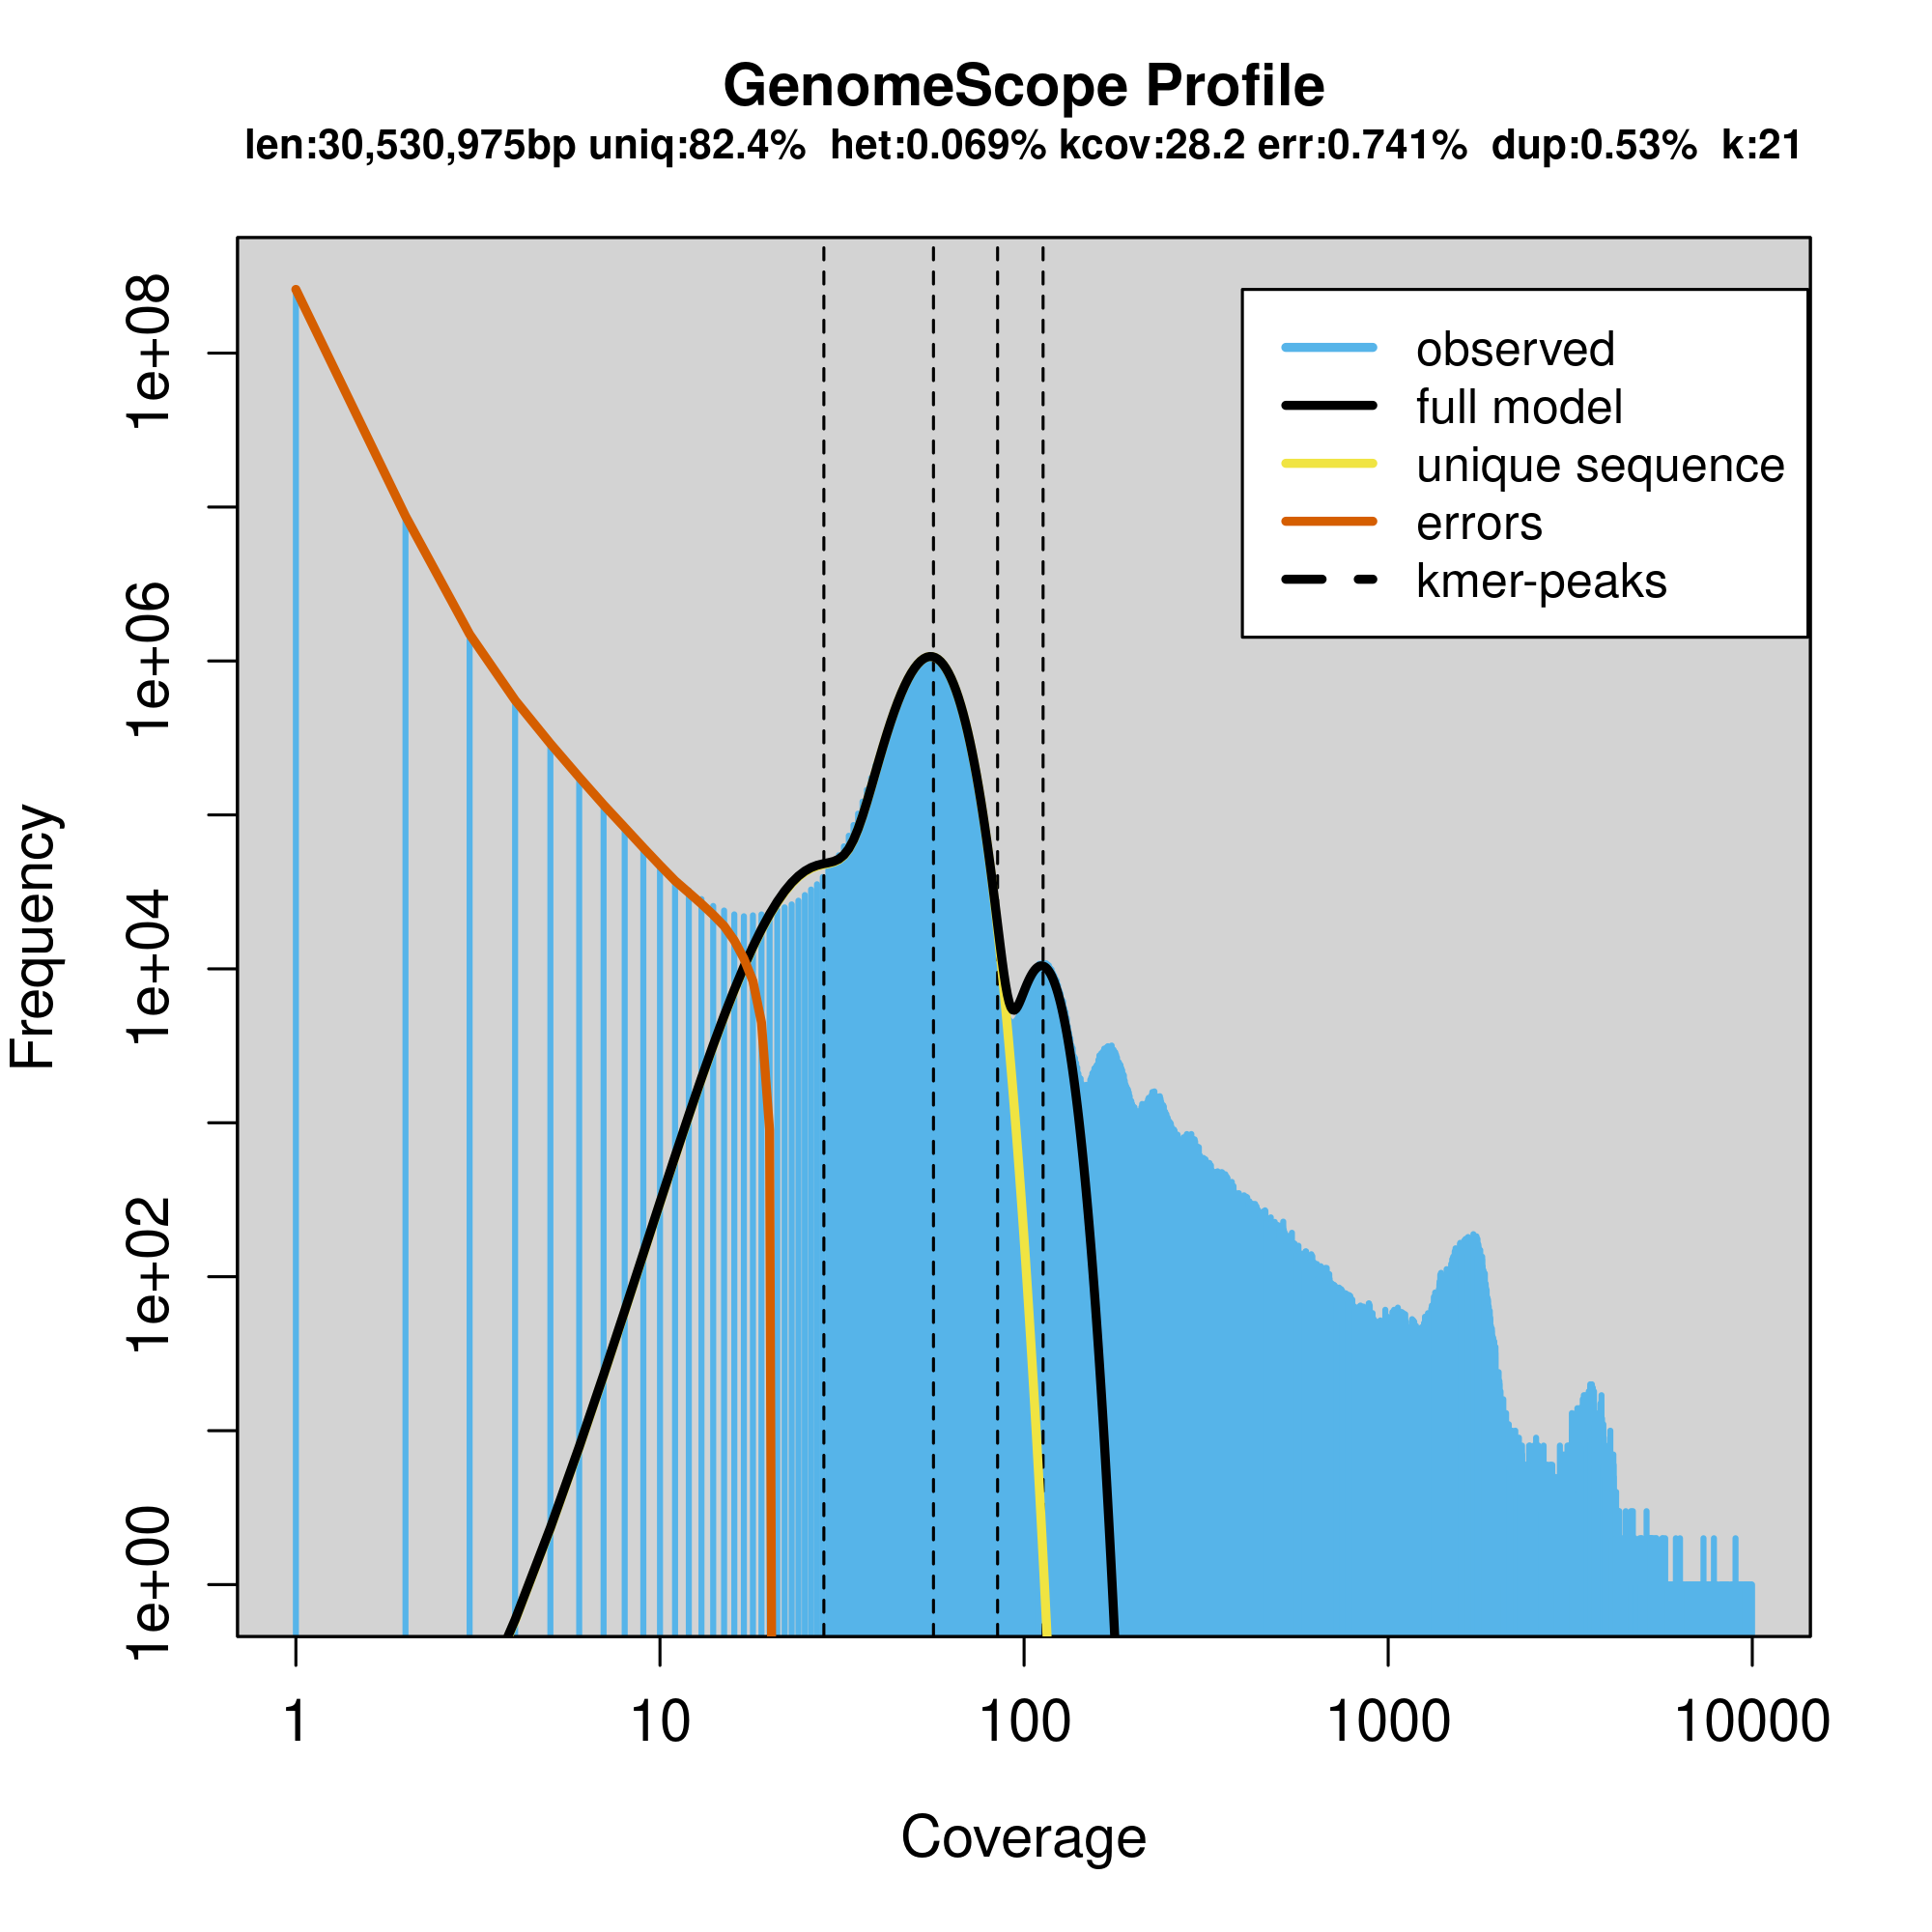 GenomeScope Profile
len:30,530,975bp uniq:82.4% het:0.069% kcov:28.2 err:0.741% dup:0.53% k:21
observed
full model
unique sequence
errors
kmer-peaks
Frequency
1e+08
1e+06
1e+04
1e+02
1e+00
1 10 100 1000 10000
Coverage